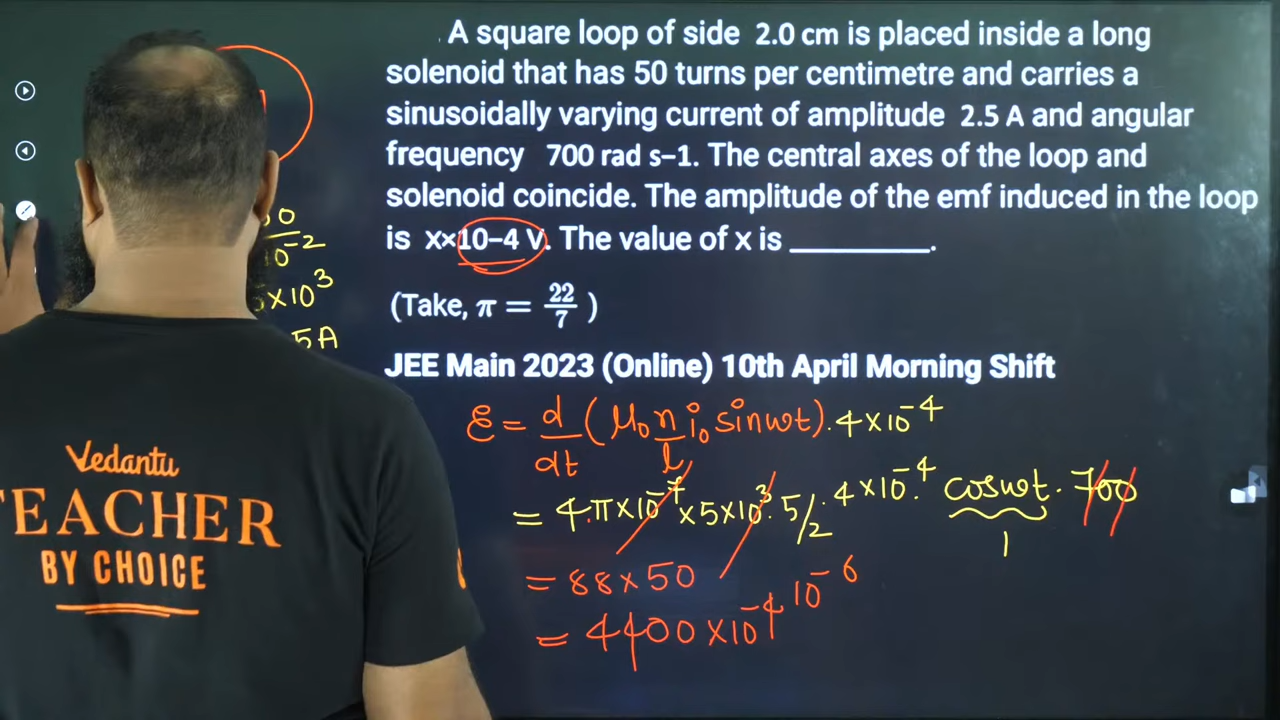 A square loop of side 2.0 cm is placed inside a long
solenoid that has 50 turns per centimetre and carries a
sinusoidally varying current of amplitude 2.5 A and angular
frequency 700 rad s−1. The central axes of the loop and
solenoid coincide. The amplitude of the emf induced in the loop
is x×10−4 V. The value of x is __________.
(Take, π = 22/7 )
JEE Main 2023 (Online) 10th April Morning Shift
10⁻²
×10³
5A
ε = d/dt (μ₀ n/l i₀ sinωt). 4×10⁻⁴
= 4.π×10⁻⁷ ×5×10³. 5/2. 4×10⁻⁴. cosωt. 700
1
= 88×50
= 4400×10⁻⁴ 10⁻⁶
Vedantu
TEACHER
BY CHOICE